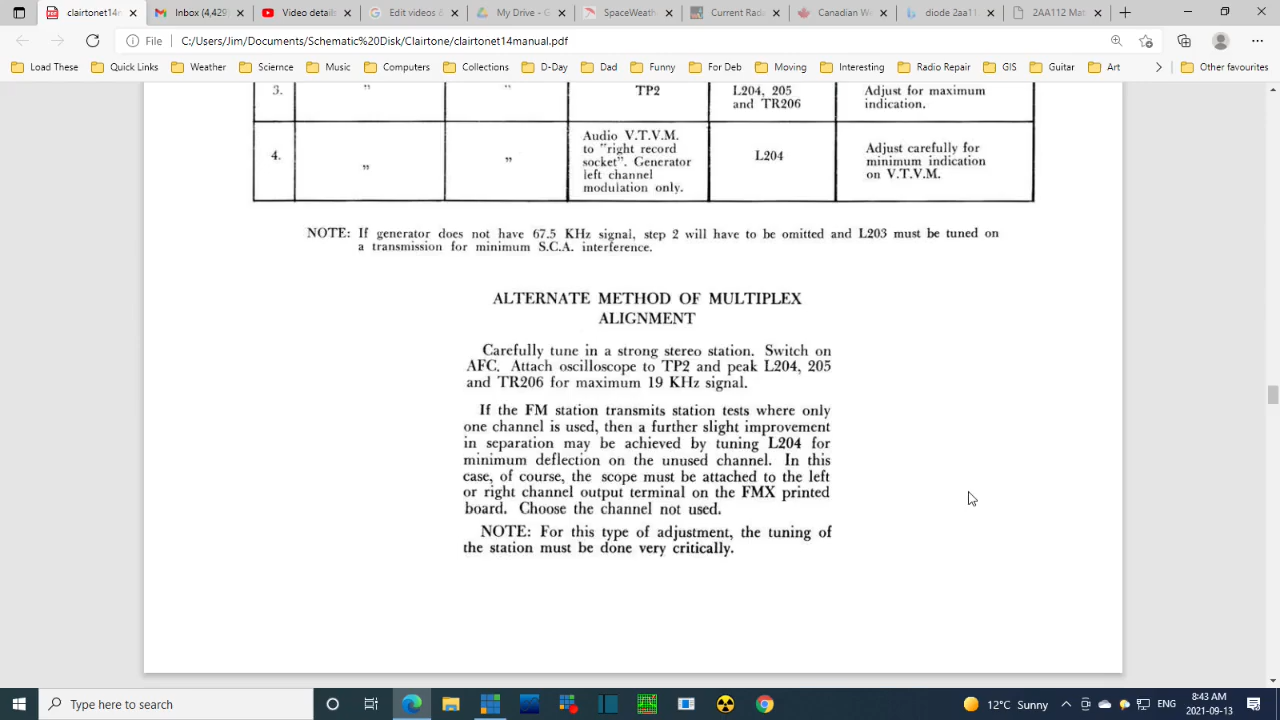 clairtonet14
Inbox (4,429)
Video details
Edit videos &
My Drive - G
SpaceWeath
Current Rada
Canadian We
diode 2aa11
2AA112 Mat
File
C:/Users/Jim/Documents/Schematic%20Disk/Clairtone/clairtonet14manual.pdf
Load These
Quick Links
Weather
Science
Music
Computers
Collections
D-Day
Dad
Funny
For Deb
Moving
Interesting
Radio Repair
GIS
Guitar
Art
Other favourites
3.
"
"
TP2
L204, 205
and TR206
Adjust for maximum
indication.
4.
"
"
Audio V.T.V.M.
to "right record
socket". Generator
left channel
modulation only.
L204
Adjust carefully for
minimum indication
on V.T.V.M.
NOTE: If generator does not have 67.5 KHz signal, step 2 will have to be omitted and L203 must be tuned on
a transmission for minimum S.C.A. interference.
ALTERNATE METHOD OF MULTIPLEX
ALIGNMENT
Carefully tune in a strong stereo station. Switch on
AFC. Attach oscilloscope to TP2 and peak L204, 205
and TR206 for maximum 19 KHz signal.
If the FM station transmits station tests where only
one channel is used, then a further slight improvement
in separation may be achieved by tuning L204 for
minimum deflection on the unused channel. In this
case, of course, the scope must be attached to the left
or right channel output terminal on the FMX printed
board. Choose the channel not used.
NOTE: For this type of adjustment, the tuning of
the station must be done very critically.
Type here to search
12°C Sunny
ENG
8:43 AM
2021-09-13